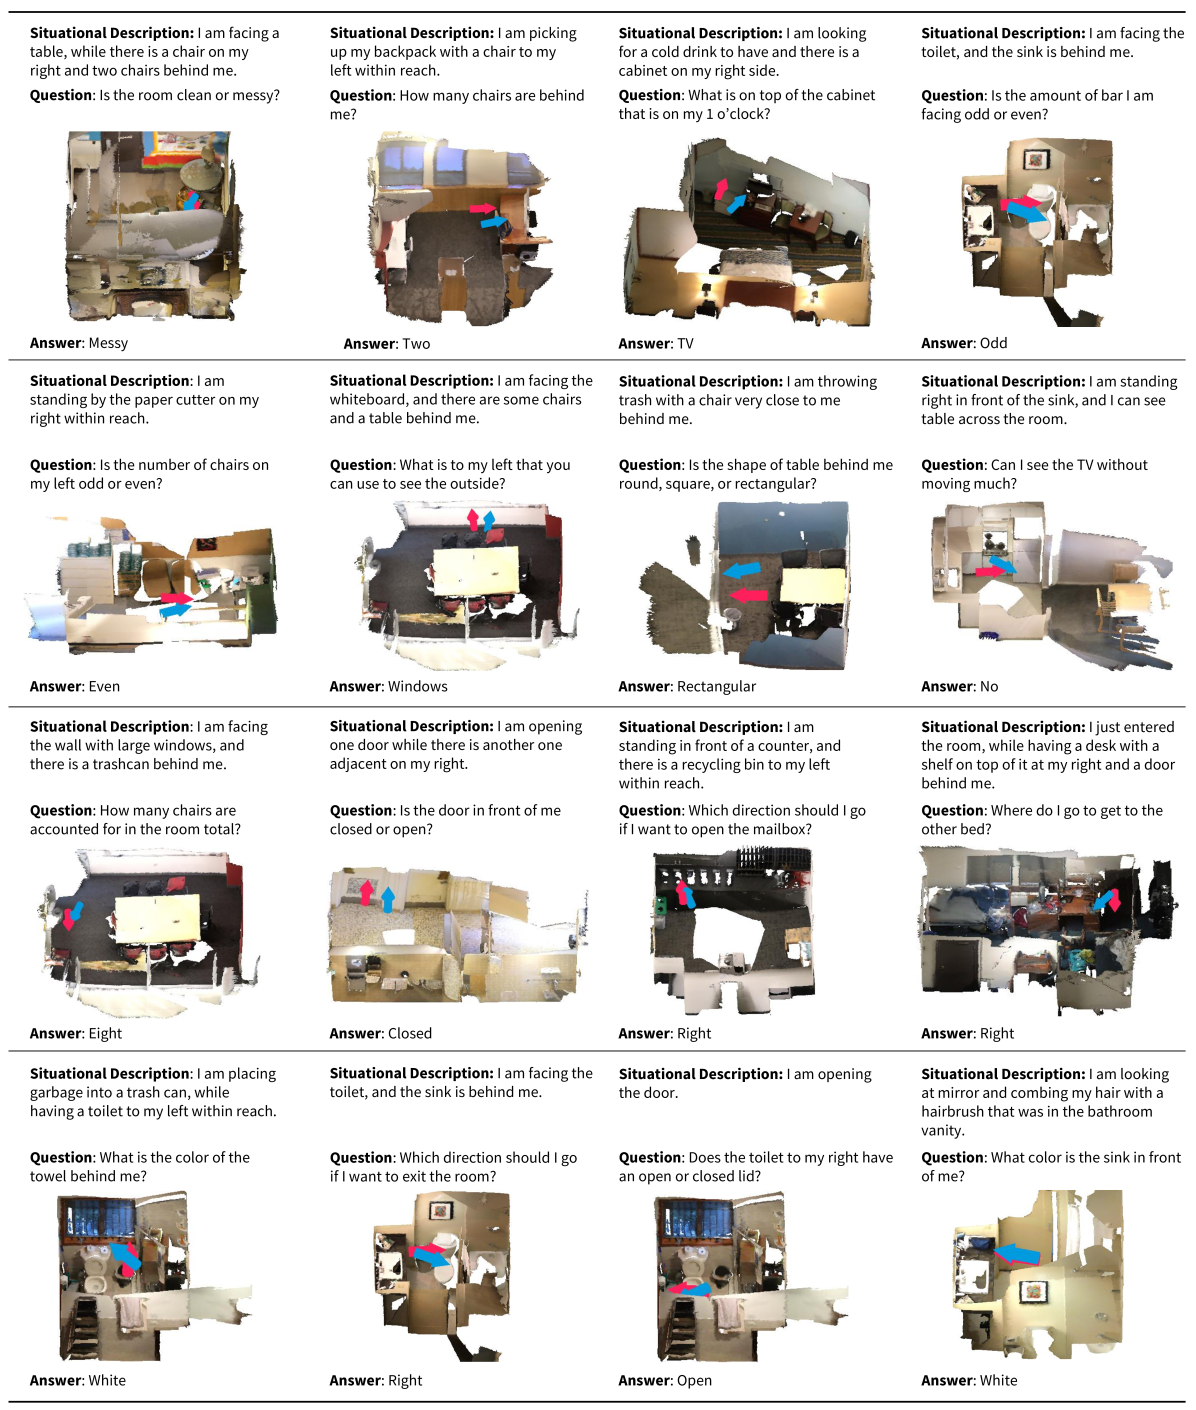 Situational Description: I am facing a
table, while there is a chair on my
right and two chairs behind me.
Question: Is the room clean or messy?
Answer: Messy
Situational Description: I am picking
up my backpack with a chair to my
left within reach.
Question: How many chairs are behind
me?
Answer: Two
Situational Description: I am looking
for a cold drink to have and there is a
cabinet on my right side.
Question: What is on top of the cabinet
that is on my 1 o’clock?
Answer: TV
Situational Description: I am facing the
toilet, and the sink is behind me.
Question: Is the amount of bar I am
facing odd or even?
Answer: Odd
Situational Description: I am
standing by the paper cutter on my
right within reach.
Question: Is the number of chairs on
my left odd or even?
Answer: Even
Situational Description: I am facing the
whiteboard, and there are some chairs
and a table behind me.
Question: What is to my left that you
can use to see the outside?
Answer: Windows
Situational Description: I am throwing
trash with a chair very close to me
behind me.
Question: Is the shape of table behind me
round, square, or rectangular?
Answer: Rectangular
Situational Description: I am standing
right in front of the sink, and I can see
table across the room.
Question: Can I see the TV without
moving much?
Answer: No
Situational Description: I am facing
the wall with large windows, and
there is a trashcan behind me.
Question: How many chairs are
accounted for in the room total?
Answer: Eight
Situational Description: I am opening
one door while there is another one
adjacent on my right.
Question: Is the door in front of me
closed or open?
Answer: Closed
Situational Description: I am
standing in front of a counter, and
there is a recycling bin to my left
within reach.
Question: Which direction should I go
if I want to open the mailbox?
Answer: Right
Situational Description: I just entered
the room, while having a desk with a
shelf on top of it at my right and a door
behind me.
Question: Where do I go to get to the
other bed?
Answer: Right
Situational Description: I am placing
garbage into a trash can, while
having a toilet to my left within reach.
Question: What is the color of the
towel behind me?
Answer: White
Situational Description: I am facing the
toilet, and the sink is behind me.
Question: Which direction should I go
if I want to exit the room?
Answer: Right
Situational Description: I am opening
the door.
Question: Does the toilet to my right have
an open or closed lid?
Answer: Open
Situational Description: I am looking
at mirror and combing my hair with a
hairbrush that was in the bathroom
vanity.
Question: What color is the sink in front
of me?
Answer: White